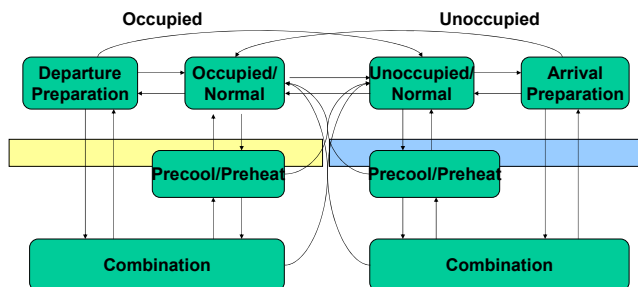 Occupied
Unoccupied
Departure
Preparation
Occupied/
Normal
Unoccupied/
Normal
Arrival
Preparation
Precool/Preheat
Precool/Preheat
Combination
Combination